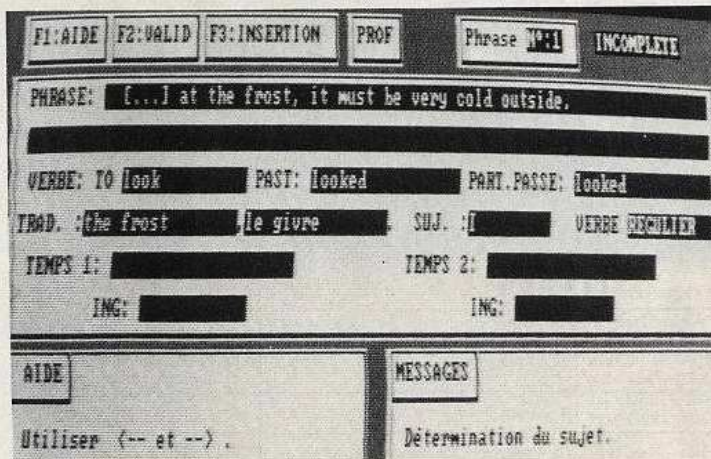 F1:AIDE F2:VALID F3:INSERTION PROF Phrase N°:1 INCOMPLETE
PHRASE: [...] at the frost, it must be very cold outside.
VERBE: TO look PAST: looked PART.PASSE: looked
TRAD. :the frost ,le givre . SUJ. :I VERBE REGULIER
TEMPS 1: TEMPS 2:
ING: ING:
AIDE MESSAGES
Utiliser <-- et --> . Détermination du sujet.